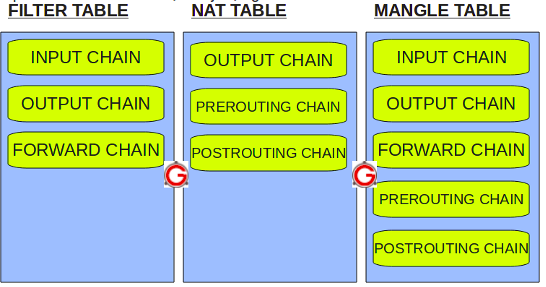 FILTER TABLE
INPUT CHAIN
OUTPUT CHAIN
FORWARD CHAIN
NAT TABLE
OUTPUT CHAIN
PREROUTING CHAIN
POSTROUTING CHAIN
MANGLE TABLE
INPUT CHAIN
OUTPUT CHAIN
FORWARD CHAIN
PREROUTING CHAIN
POSTROUTING CHAIN
G
G